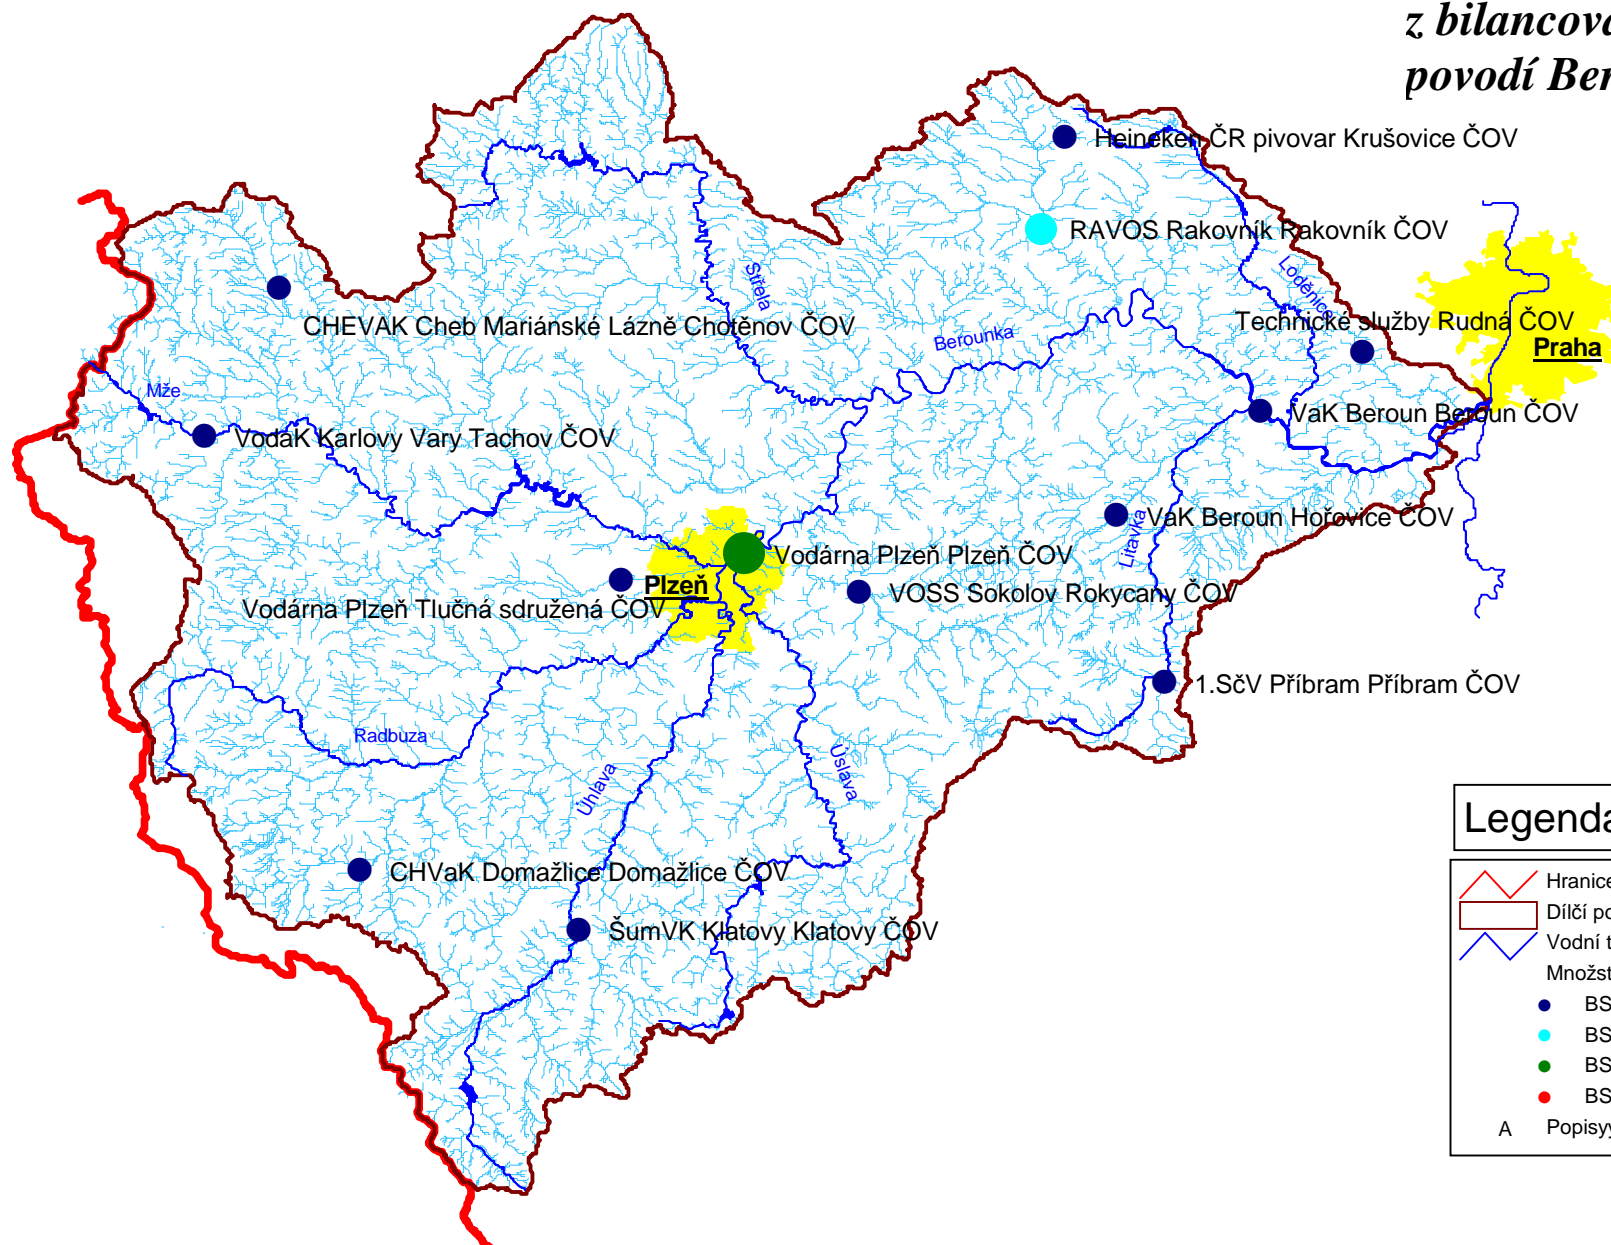 z bilancova
povodí Ber
Heineken ČR pivovar Krušovice ČOV
RAVOS Rakovník Rakovník ČOV
Střela
Loděnice
CHEVAK Cheb Mariánské Lázně Chotěnov ČOV
Technické služby Rudná ČOV
Berounka
Praha
Mže
VaK Beroun Beroun ČOV
VodaK Karlovy Vary Tachov ČOV
VaK Beroun Hořovice ČOV
Litavka
Vodárna Plzeň Plzeň ČOV
Plzeň
VOSS Sokolov Rokycany ČOV
Vodárna Plzeň Tlučná sdružená ČOV
1.SčV Příbram Příbram ČOV
Radbuza
Úslava
Úhlava
CHVaK Domažlice Domažlice ČOV
ŠumVK Klatovy Klatovy ČOV
Legenda
Hranice
Dílčí po
Vodní t
Množst
BS
BS
BS
BS
A Popisy